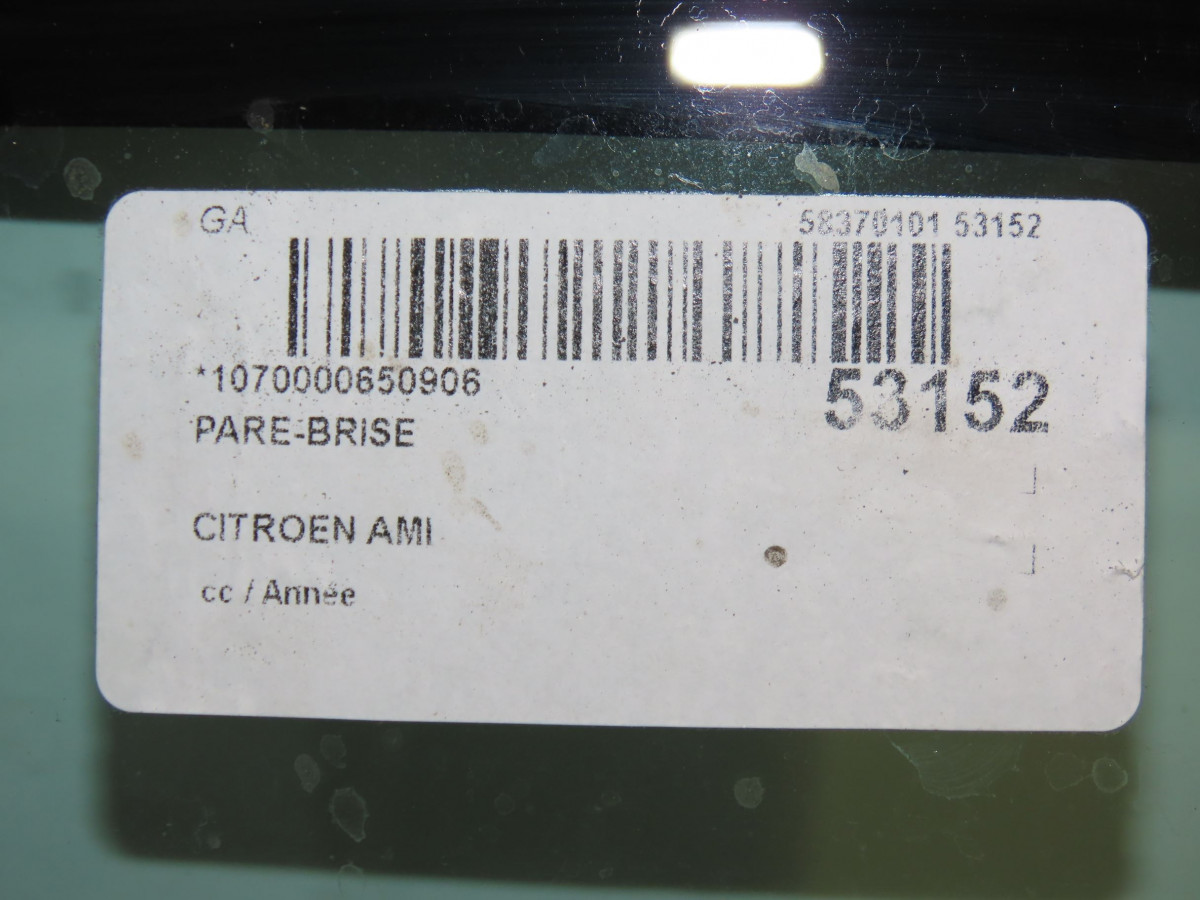 GA 58370101 53152
*1070000650906 53152
PARE-BRISE
CITROEN AMI
cc / Année